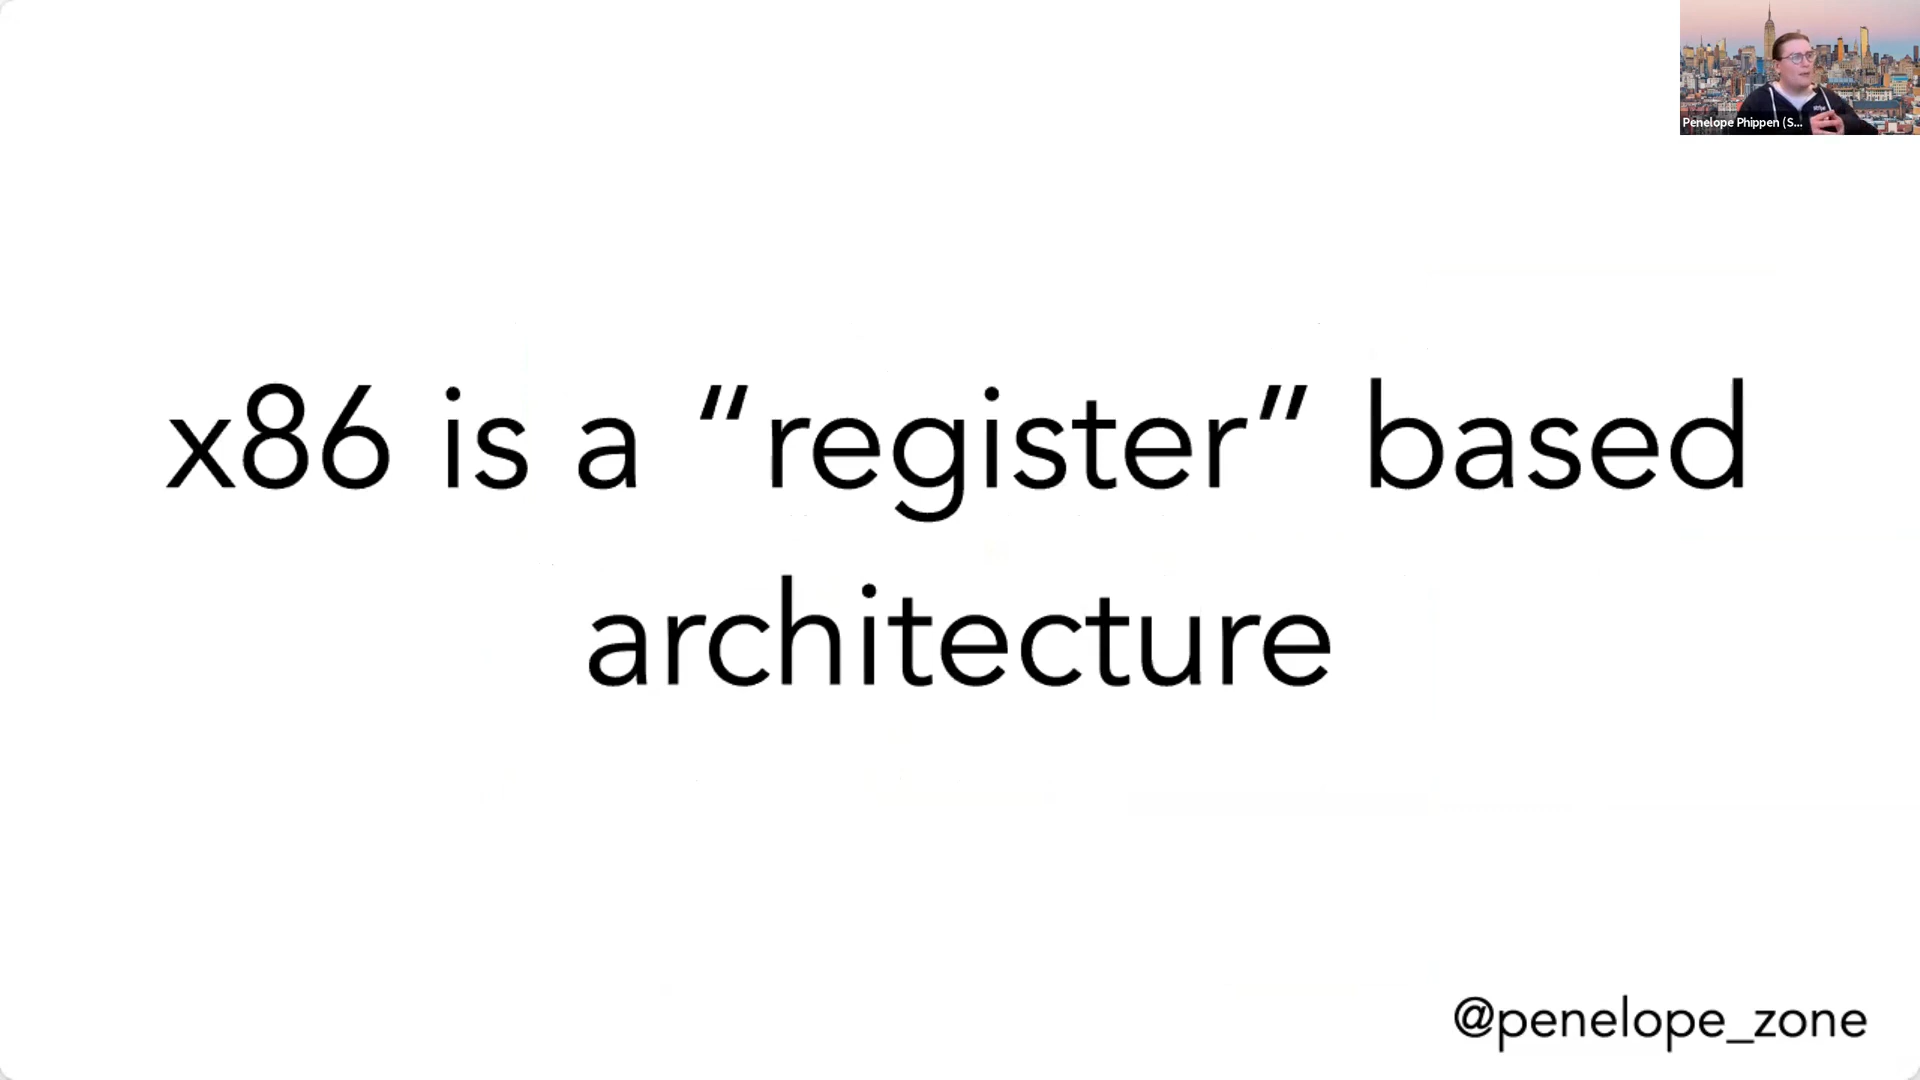 Penelope Phippen (S...
x86 is a “register” based
architecture
@penelope_zone